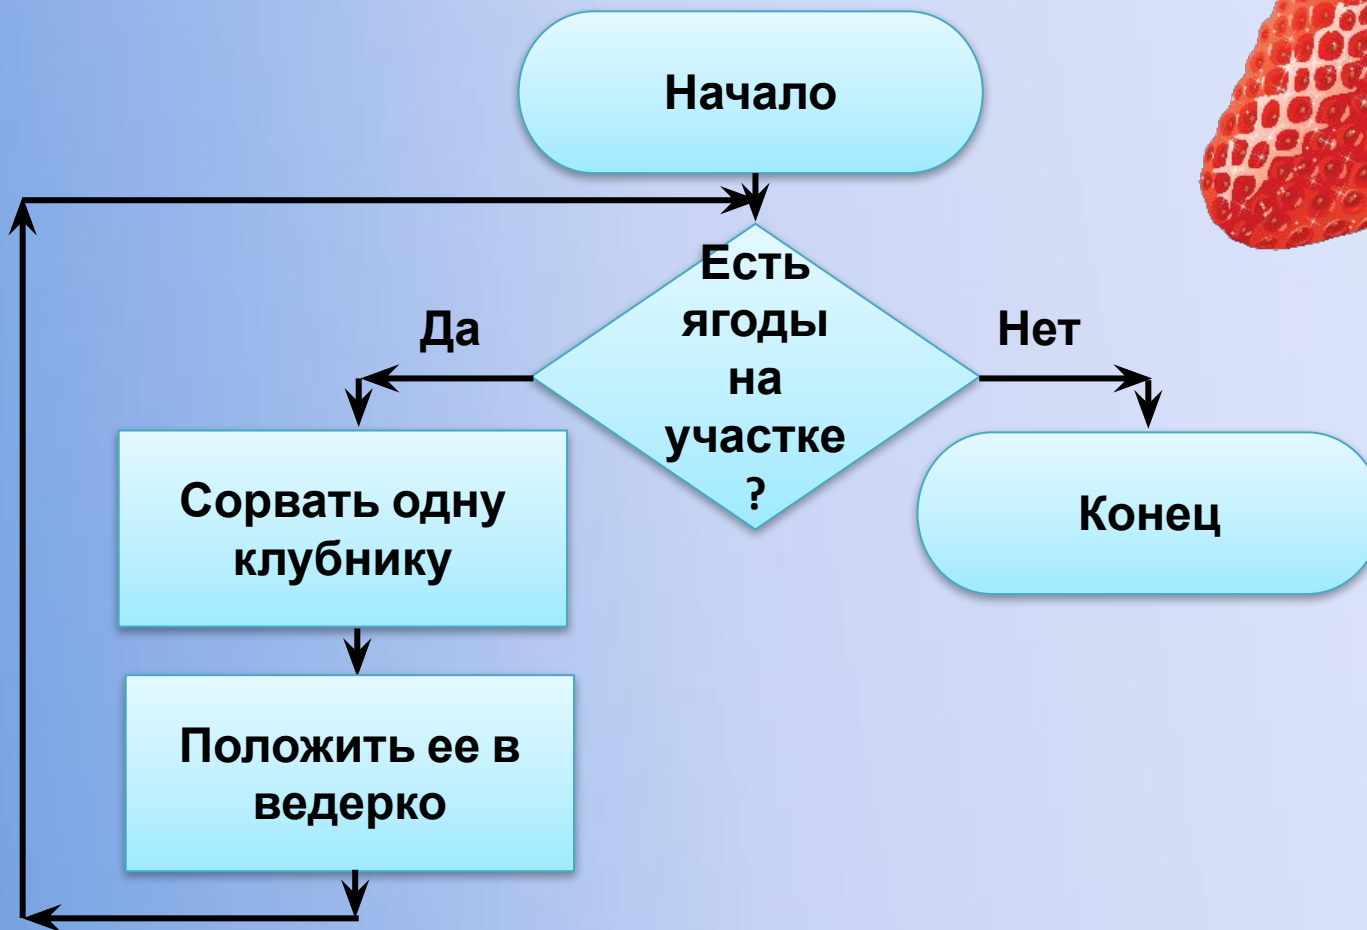 Начало
Есть
ягоды
на
участке
?
Да
Нет
Сорвать одну
клубнику
Конец
Положить ее в
ведерко